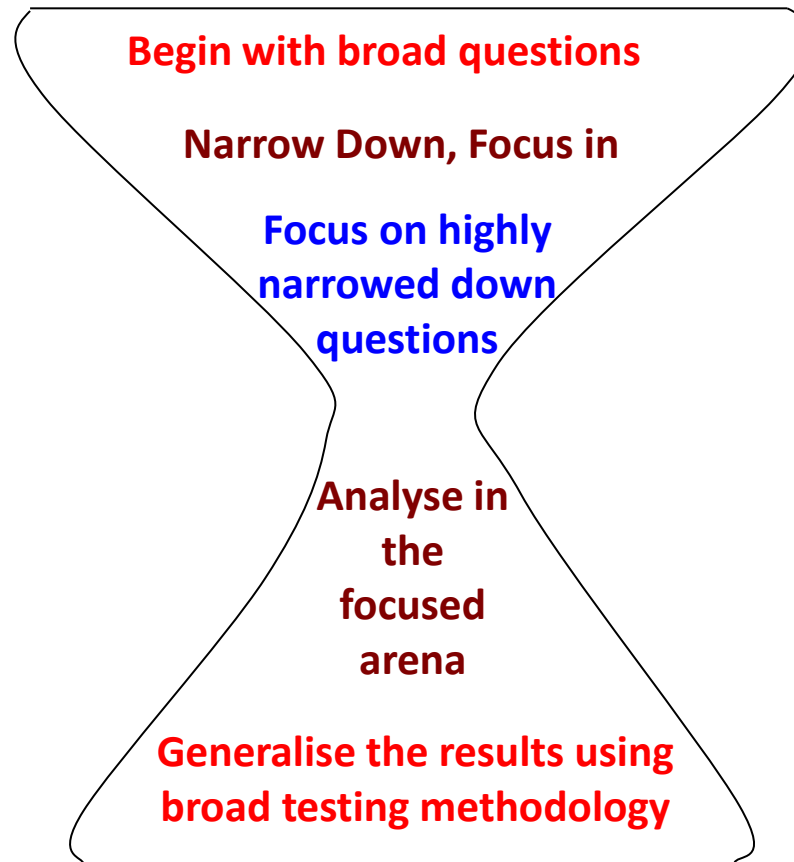 Begin with broad questions
Narrow Down, Focus in
Focus on highly
narrowed down
questions
Analyse in
the
focused
arena
Generalise the results using
broad testing methodology